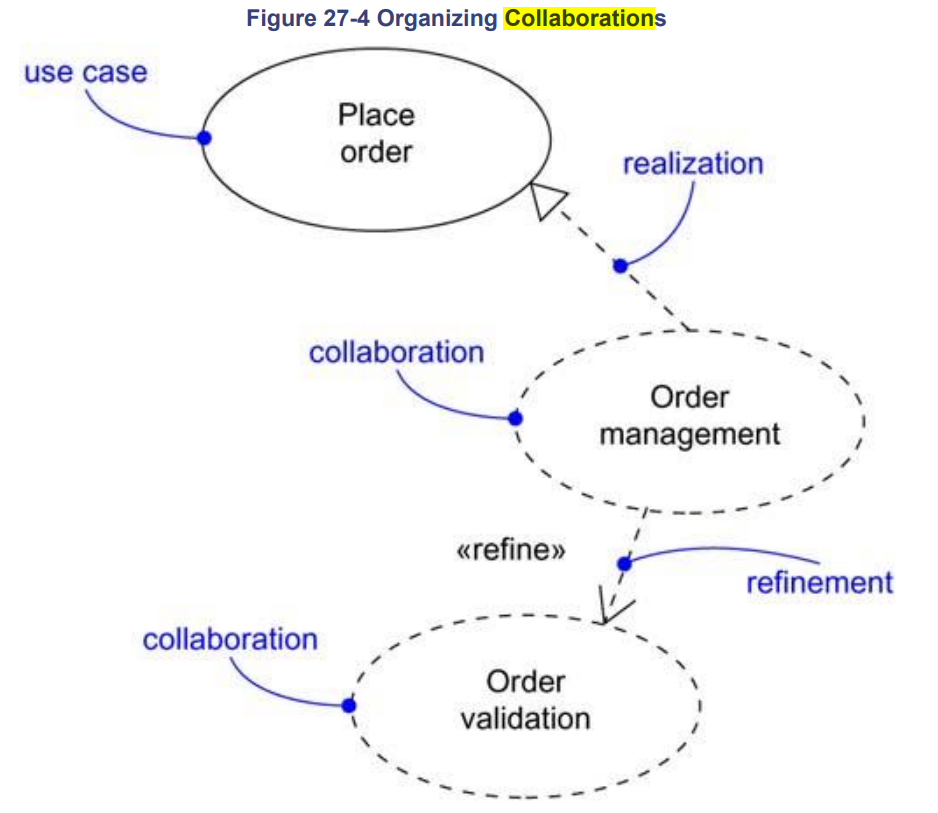 Figure 27-4 Organizing Collaborations
use case
Place
order
realization
collaboration
Order
management
«refine»
refinement
collaboration
Order
validation